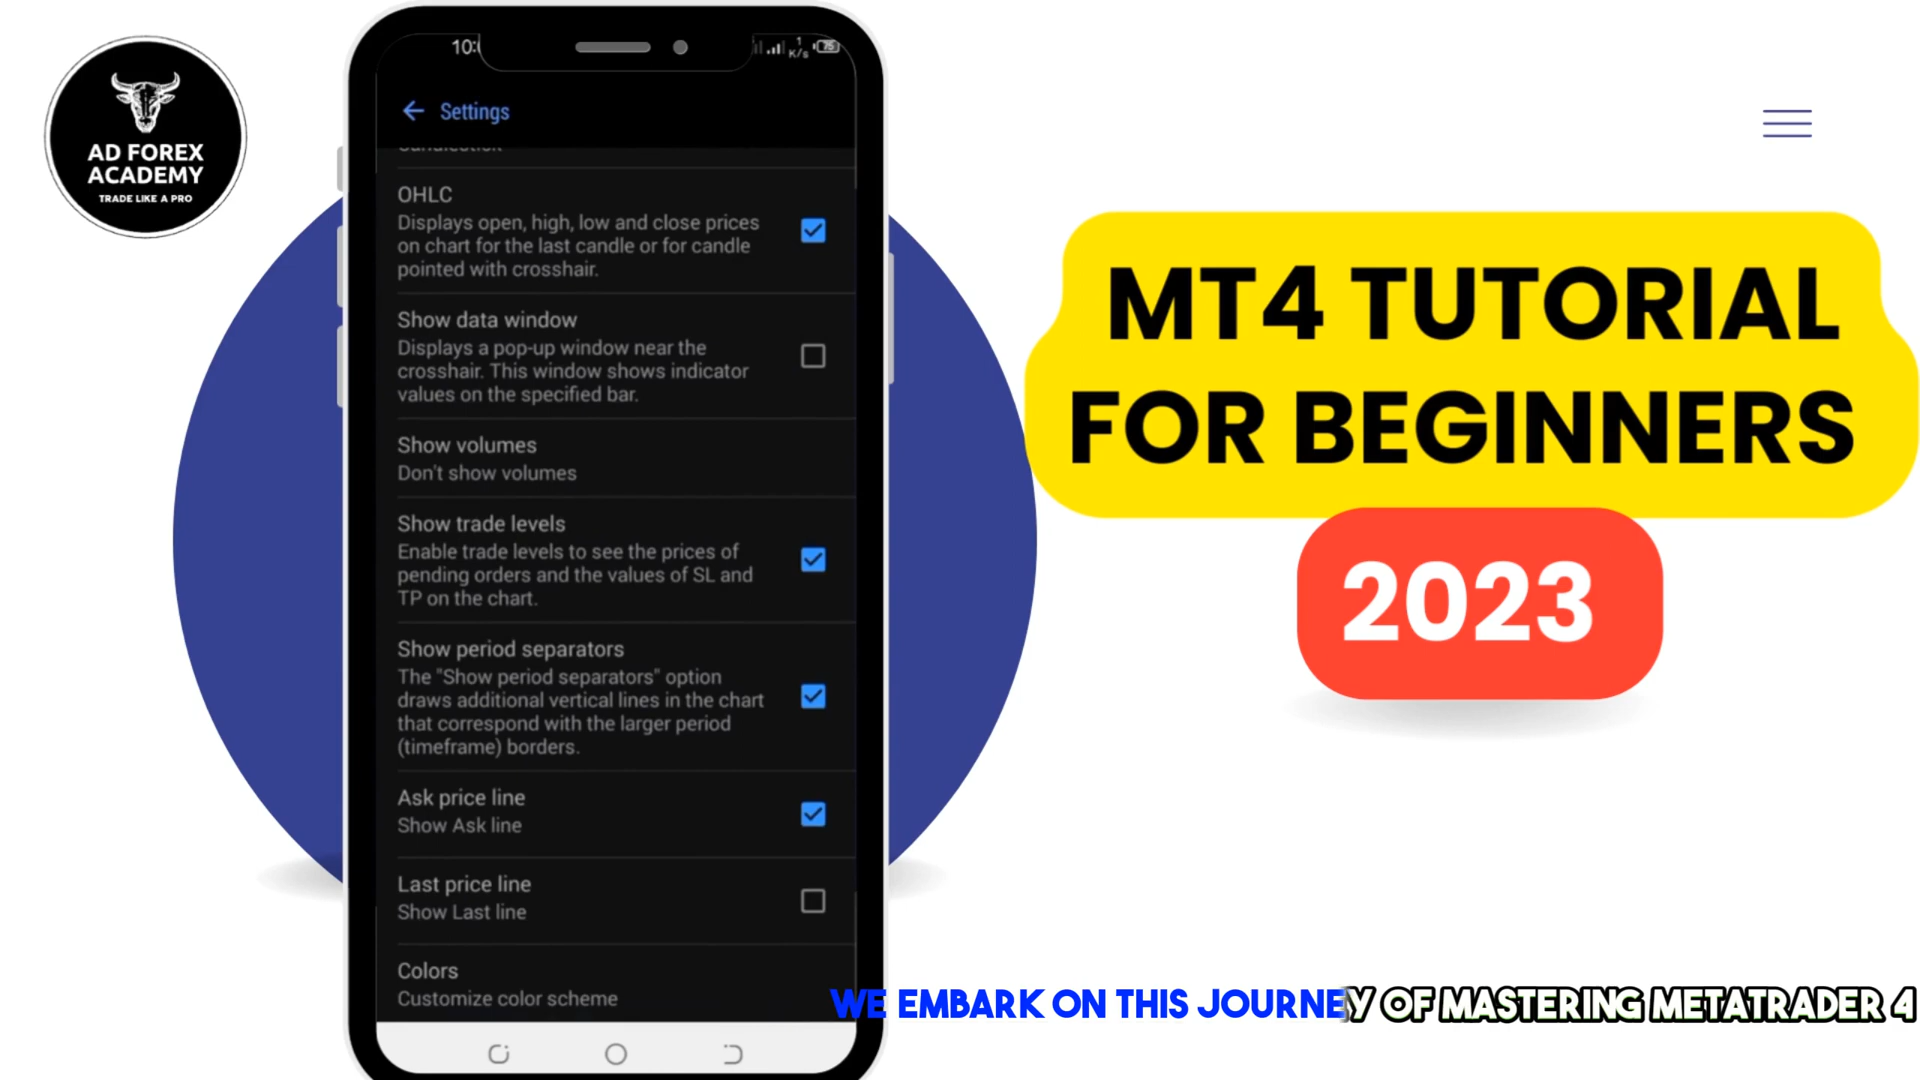 AD FOREX
ACADEMY
TRADE LIKE A PRO
K/s
75
Settings
OHLC
Displays open, high, low and close prices
on chart for the last candle or for candle
pointed with crosshair.
Show data window
Displays a pop-up window near the
crosshair. This window shows indicator
values on the specified bar.
Show volumes
Don't show volumes
Show trade levels
Enable trade levels to see the prices of
pending orders and the values of SL and
TP on the chart.
Show period separators
The "Show period separators" option
draws additional vertical lines in the chart
that correspond with the larger period
(timeframe) borders.
Ask price line
Show Ask line
Last price line
Show Last line
Colors
Customize color scheme
MT4 TUTORIAL
FOR BEGINNERS
2023
WE EMBARK ON THIS JOURNEY OF MASTERING METATRADER 4